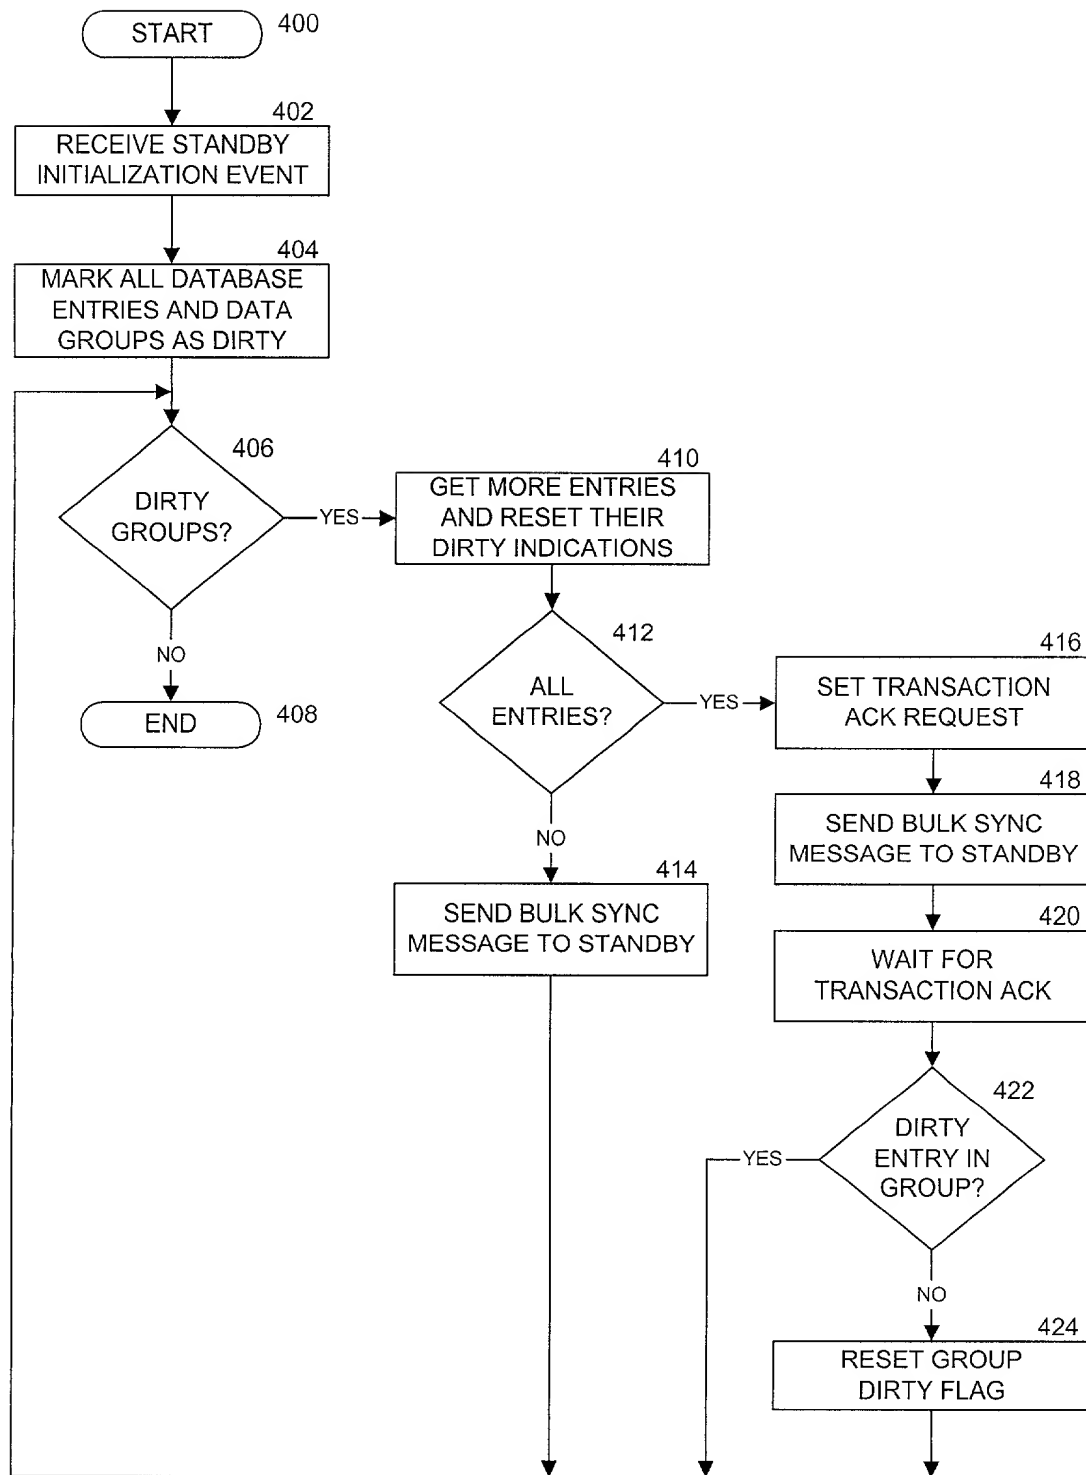 START
400
402
RECEIVE STANDBY
INITIALIZATION EVENT
404
MARK ALL DATABASE
ENTRIES AND DATA
GROUPS AS DIRTY
406
DIRTY
GROUPS?
YES
NO
END
408
410
GET MORE ENTRIES
AND RESET THEIR
DIRTY INDICATIONS
412
ALL
ENTRIES?
YES
NO
414
SEND BULK SYNC
MESSAGE TO STANDBY
416
SET TRANSACTION
ACK REQUEST
418
SEND BULK SYNC
MESSAGE TO STANDBY
420
WAIT FOR
TRANSACTION ACK
422
DIRTY
ENTRY IN
GROUP?
YES
NO
424
RESET GROUP
DIRTY FLAG